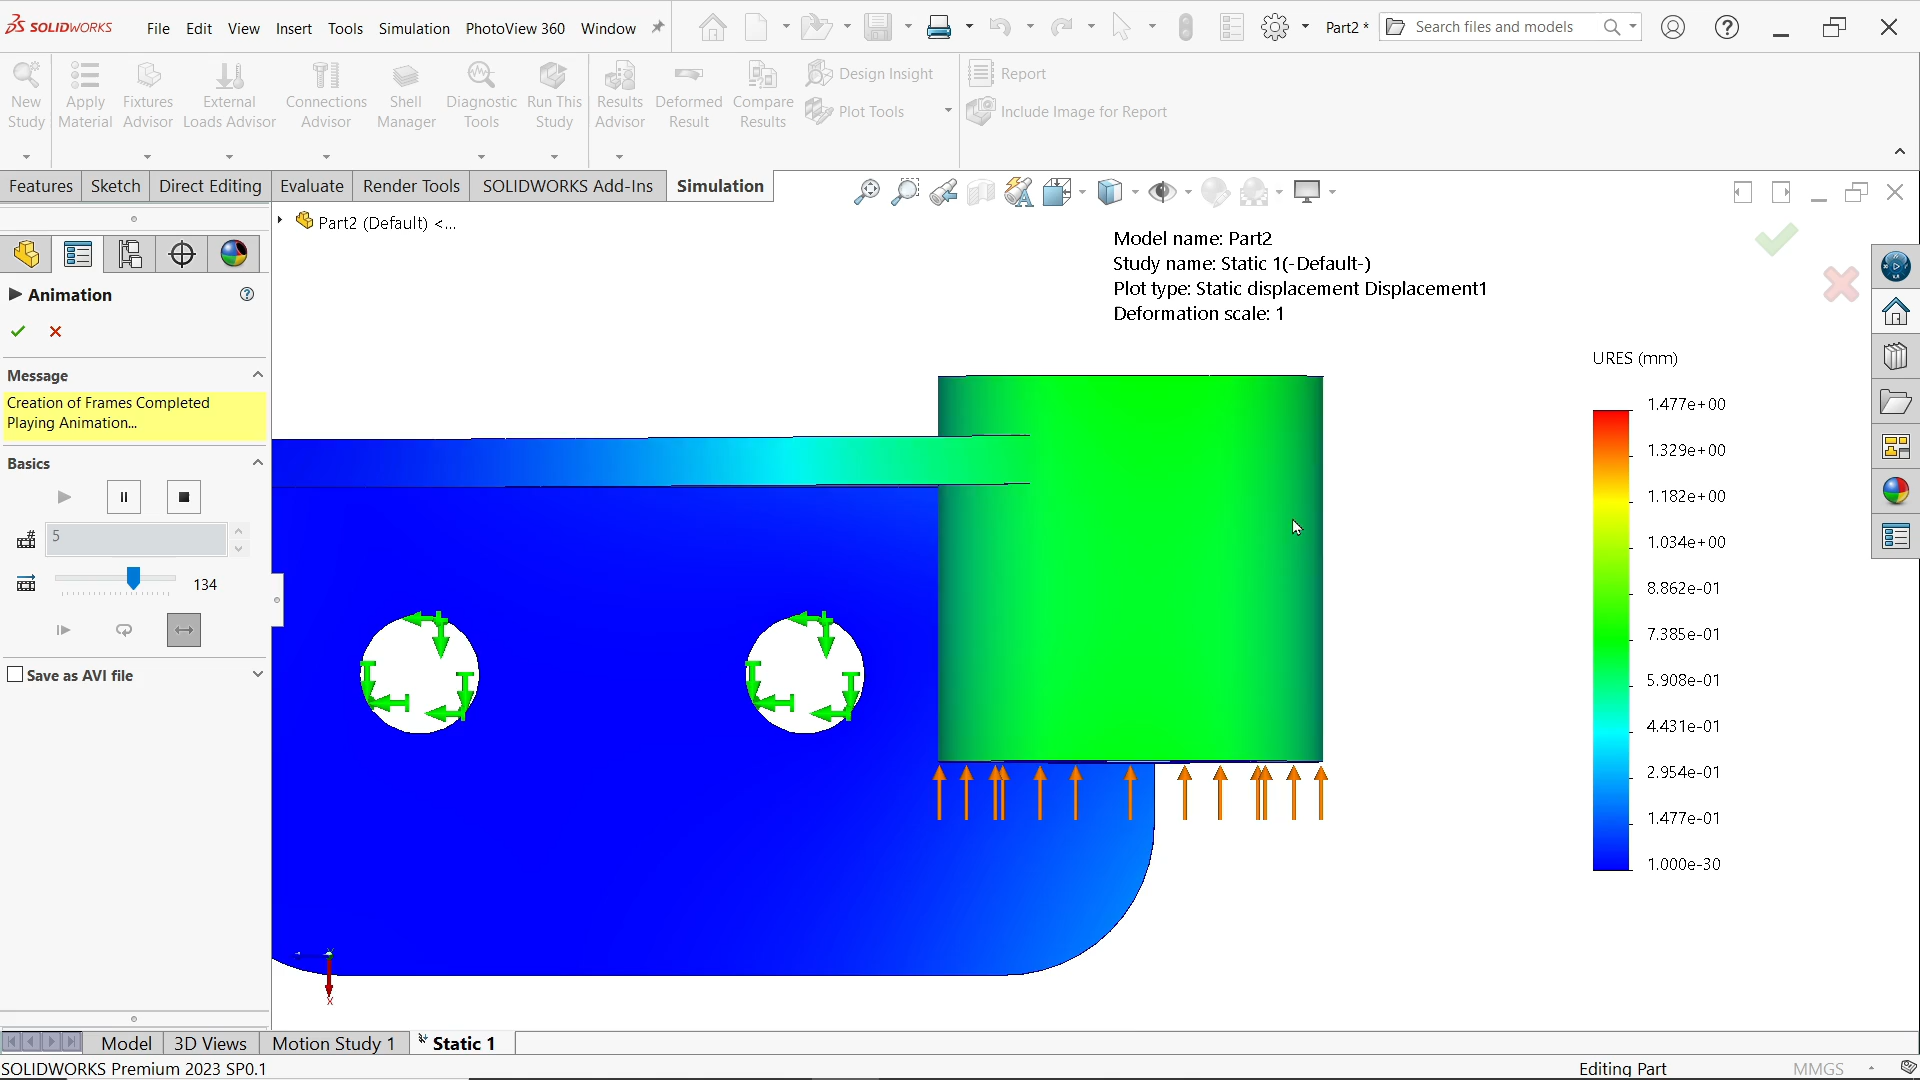 SOLIDWORKS File Edit View Insert Tools Simulation PhotoView 360 Window Part2 * Search files and models
New Study
Apply Material
Fixtures Advisor
External Loads Advisor
Connections Advisor
Shell Manager
Diagnostic Tools
Run This Study
Results Advisor
Deformed Result
Compare Results
Design Insight
Plot Tools
Report
Include Image for Report
Features Sketch Direct Editing Evaluate Render Tools SOLIDWORKS Add-Ins Simulation
Part2 (Default) <...
Model name: Part2
Study name: Static 1(-Default-)
Plot type: Static displacement Displacement1
Deformation scale: 1
Animation
Message
Creation of Frames Completed
Playing Animation...
Basics
5
134
Save as AVI file
URES (mm)
1.477e+00
1.329e+00
1.182e+00
1.034e+00
8.862e-01
7.385e-01
5.908e-01
4.431e-01
2.954e-01
1.477e-01
1.000e-30
X
Model 3D Views Motion Study 1 Static 1
SOLIDWORKS Premium 2023 SP0.1 Editing Part MMGS